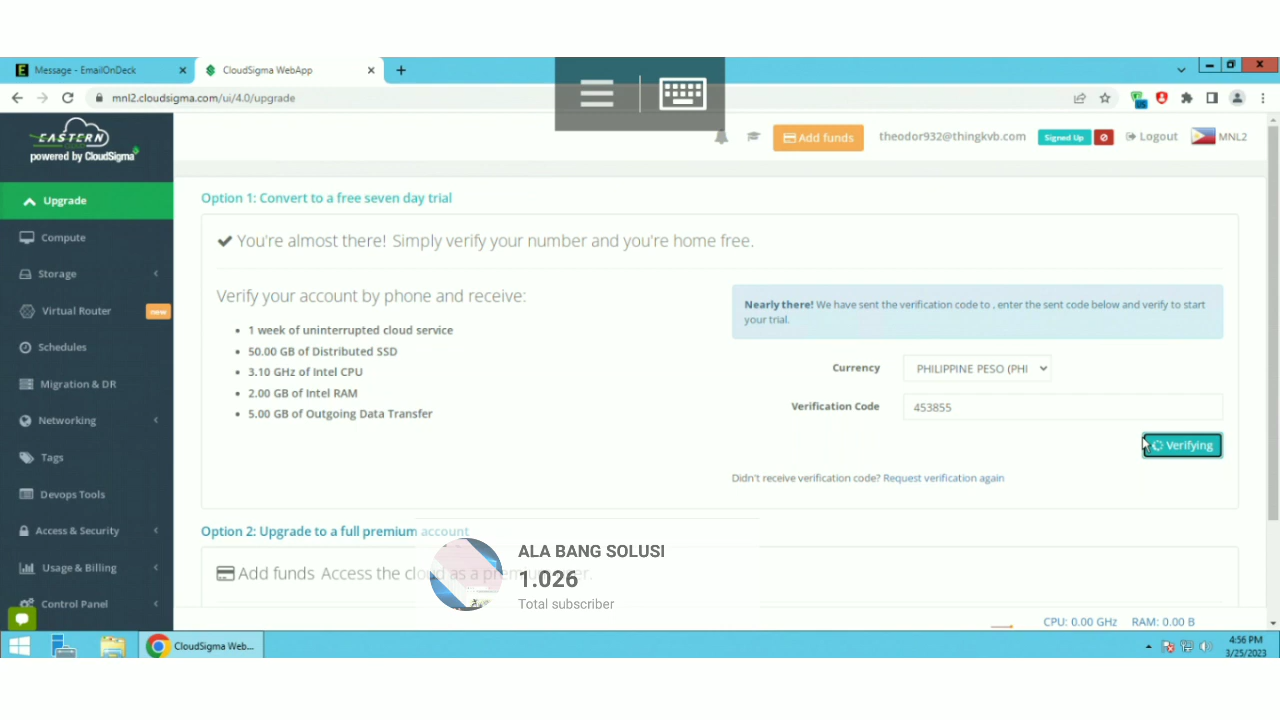 Message - EmailOnDeck
CloudSigma WebApp
mnl2.cloudsigma.com/ui/4.0/upgrade
EASTERN
powered by CloudSigma
Add funds
theodor932@thingkvb.com
Signed Up
Logout
MNL2
Upgrade
Compute
Storage
Virtual Router
new
Schedules
Migration & DR
Networking
Tags
Devops Tools
Access & Security
Usage & Billing
Control Panel
Option 1: Convert to a free seven day trial
You're almost there! Simply verify your number and you're home free.
Verify your account by phone and receive:
1 week of uninterrupted cloud service
50.00 GB of Distributed SSD
3.10 GHz of Intel CPU
2.00 GB of Intel RAM
5.00 GB of Outgoing Data Transfer
Nearly there! We have sent the verification code to , enter the sent code below and verify to start
your trial.
Currency
PHILIPPINE PESO (PHI
Verification Code
453855
Verifying
Didn't receive verification code? Request verification again
Option 2: Upgrade to a full premium account
Add funds Access the cloud as a premium user.
ALA BANG SOLUSI
1.026
Total subscriber
CPU: 0.00 GHz RAM: 0.00 B
CloudSigma Web...
4:56 PM
3/25/2023